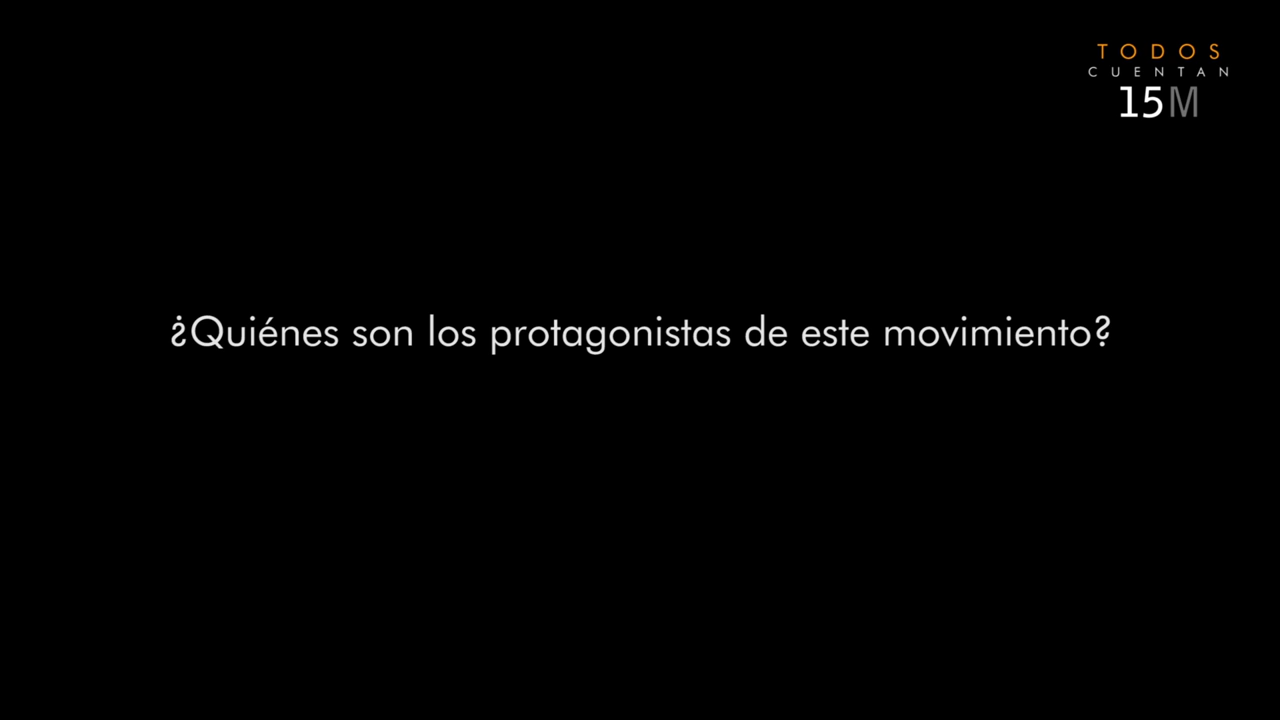 TODOS
CUENTAN
15M
¿Quiénes son los protagonistas de este movimiento?